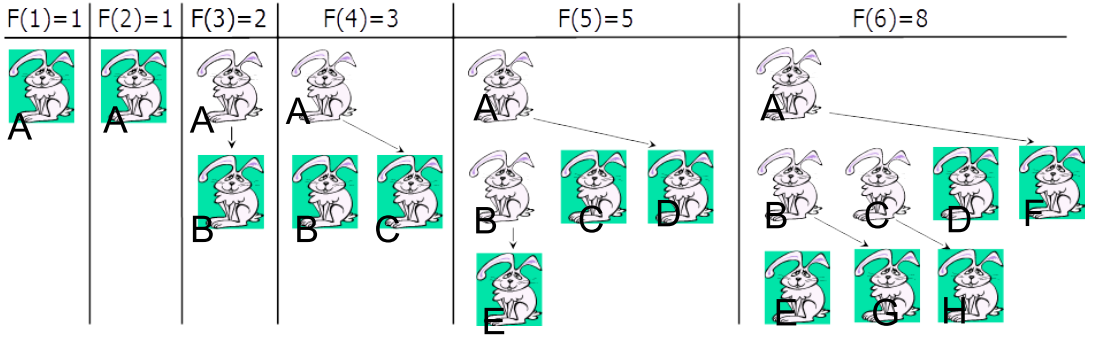 F(1)=1 F(2)=1 F(3)=2 F(4)=3 F(5)=5 F(6)=8
A A A A A A
B B C B C D B C D F
E E G H